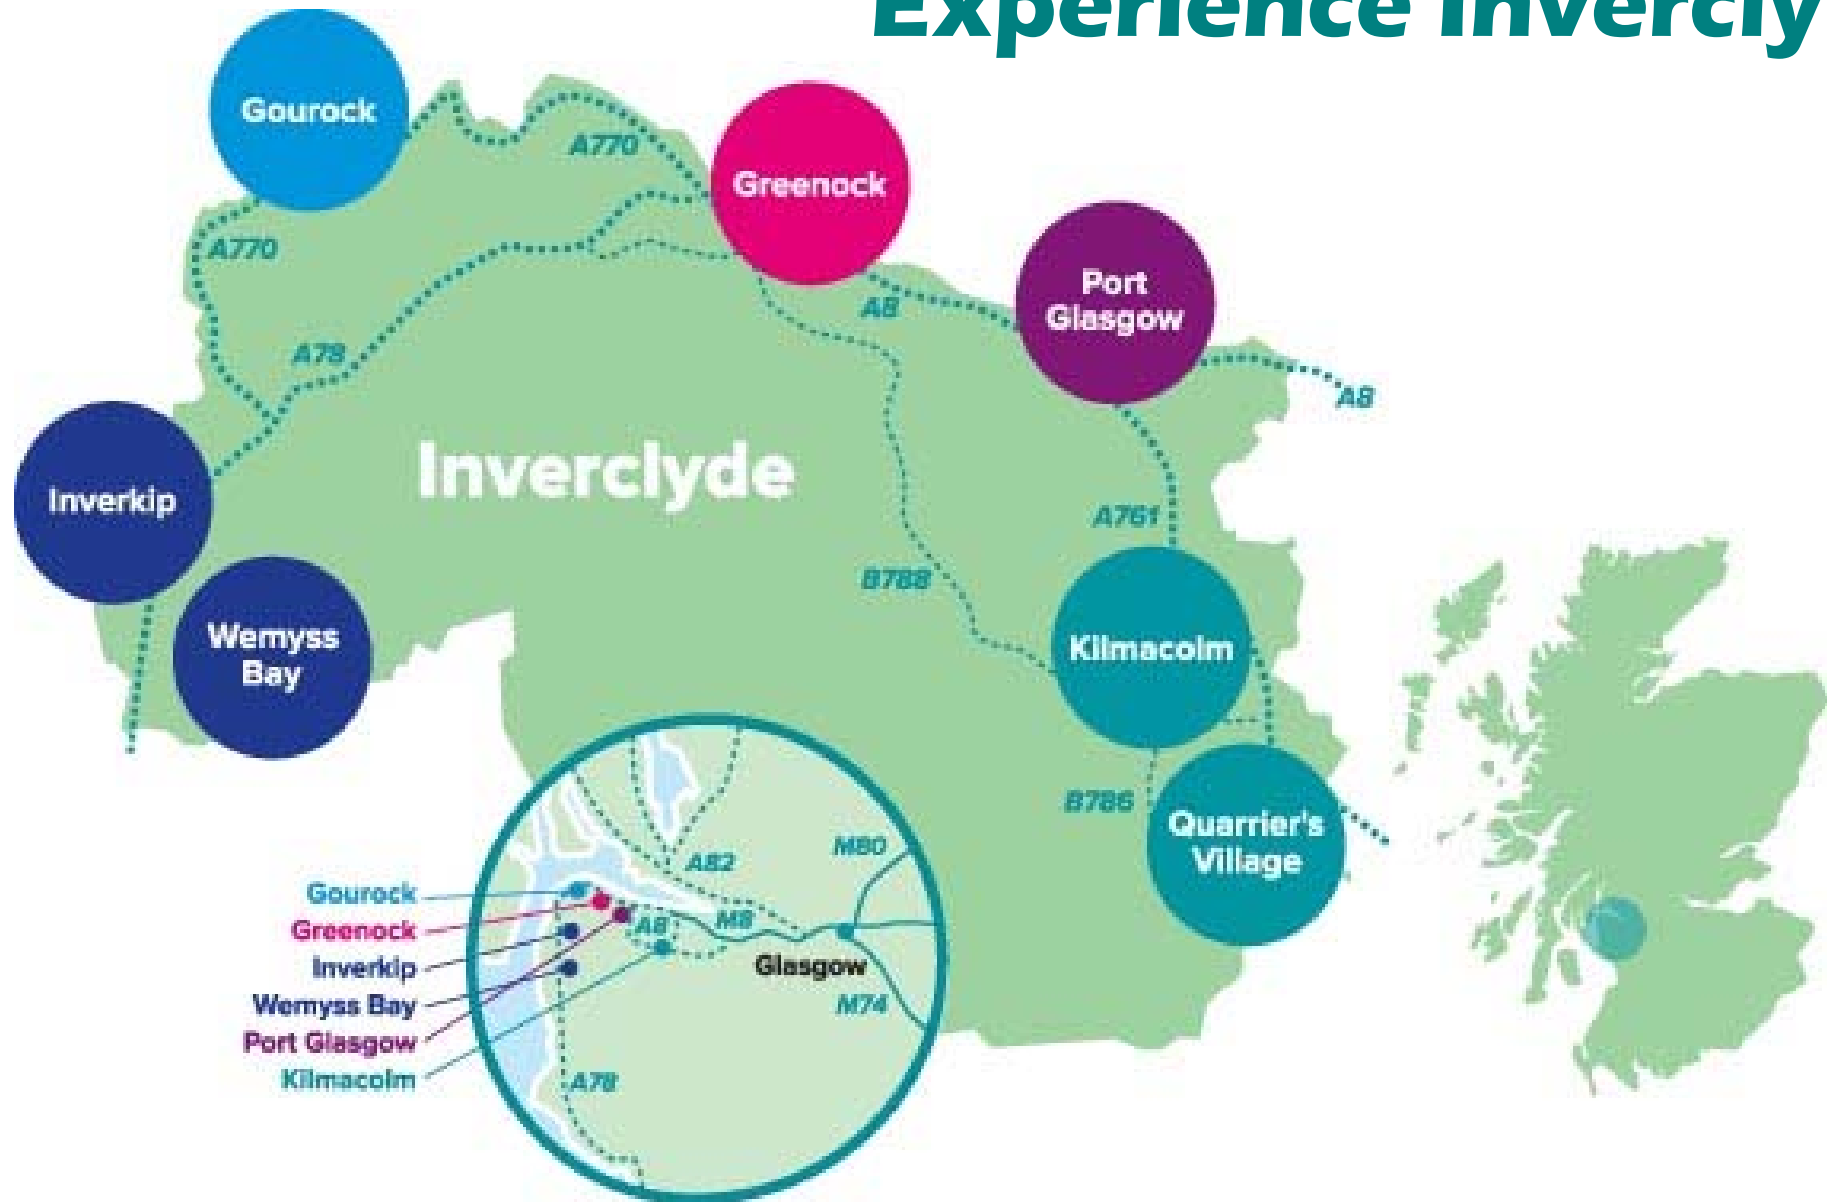 Experience Invercly
Gourock
A770
Greenock
A770
Port
Glasgow
A8
A78
A8
Inverclyde
Inverkip
A761
B788
Wemyss
Bay
Kilmacolm
B786
Quarrier's
Village
M80
A82
Gourock
Greenock
A8
M8
Inverkip
Glasgow
Wemyss Bay
M74
Port Glasgow
Kilmacolm
A78